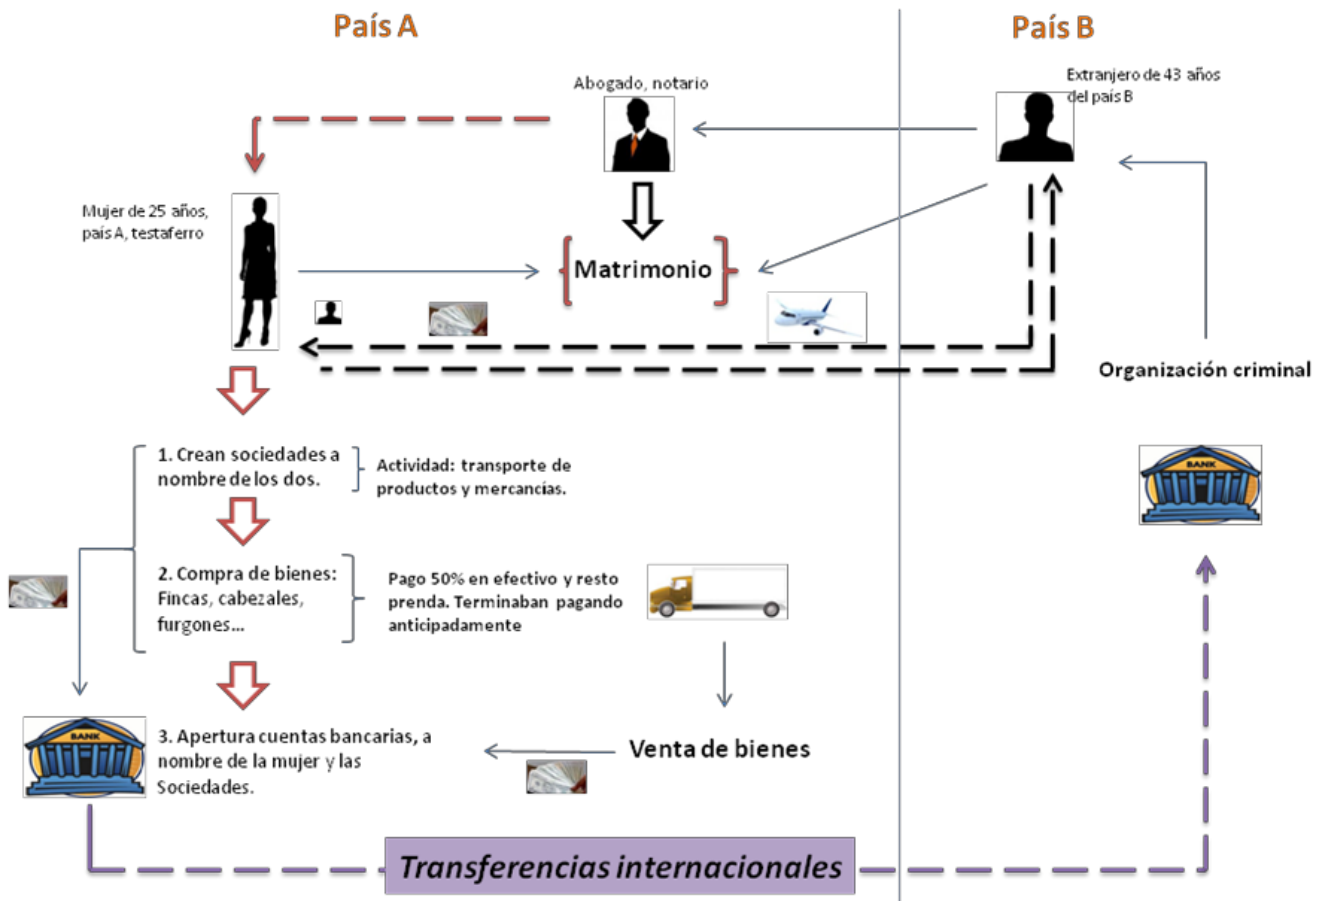 País A
País B
Abogado, notario
Extranjero de 43 años
del país B
Mujer de 25 años,
país A, testaferro
Matrimonio
Organización criminal
1. Crean sociedades a
nombre de los dos.
Actividad: transporte de
productos y mercancías.
2. Compra de bienes:
Fincas, cabezales,
furgones...
Pago 50% en efectivo y resto
prenda. Terminaban pagando
anticipadamente
BANK
BANK
3. Apertura cuentas bancarias, a
nombre de la mujer y las
Sociedades.
Venta de bienes
Transferencias internacionales